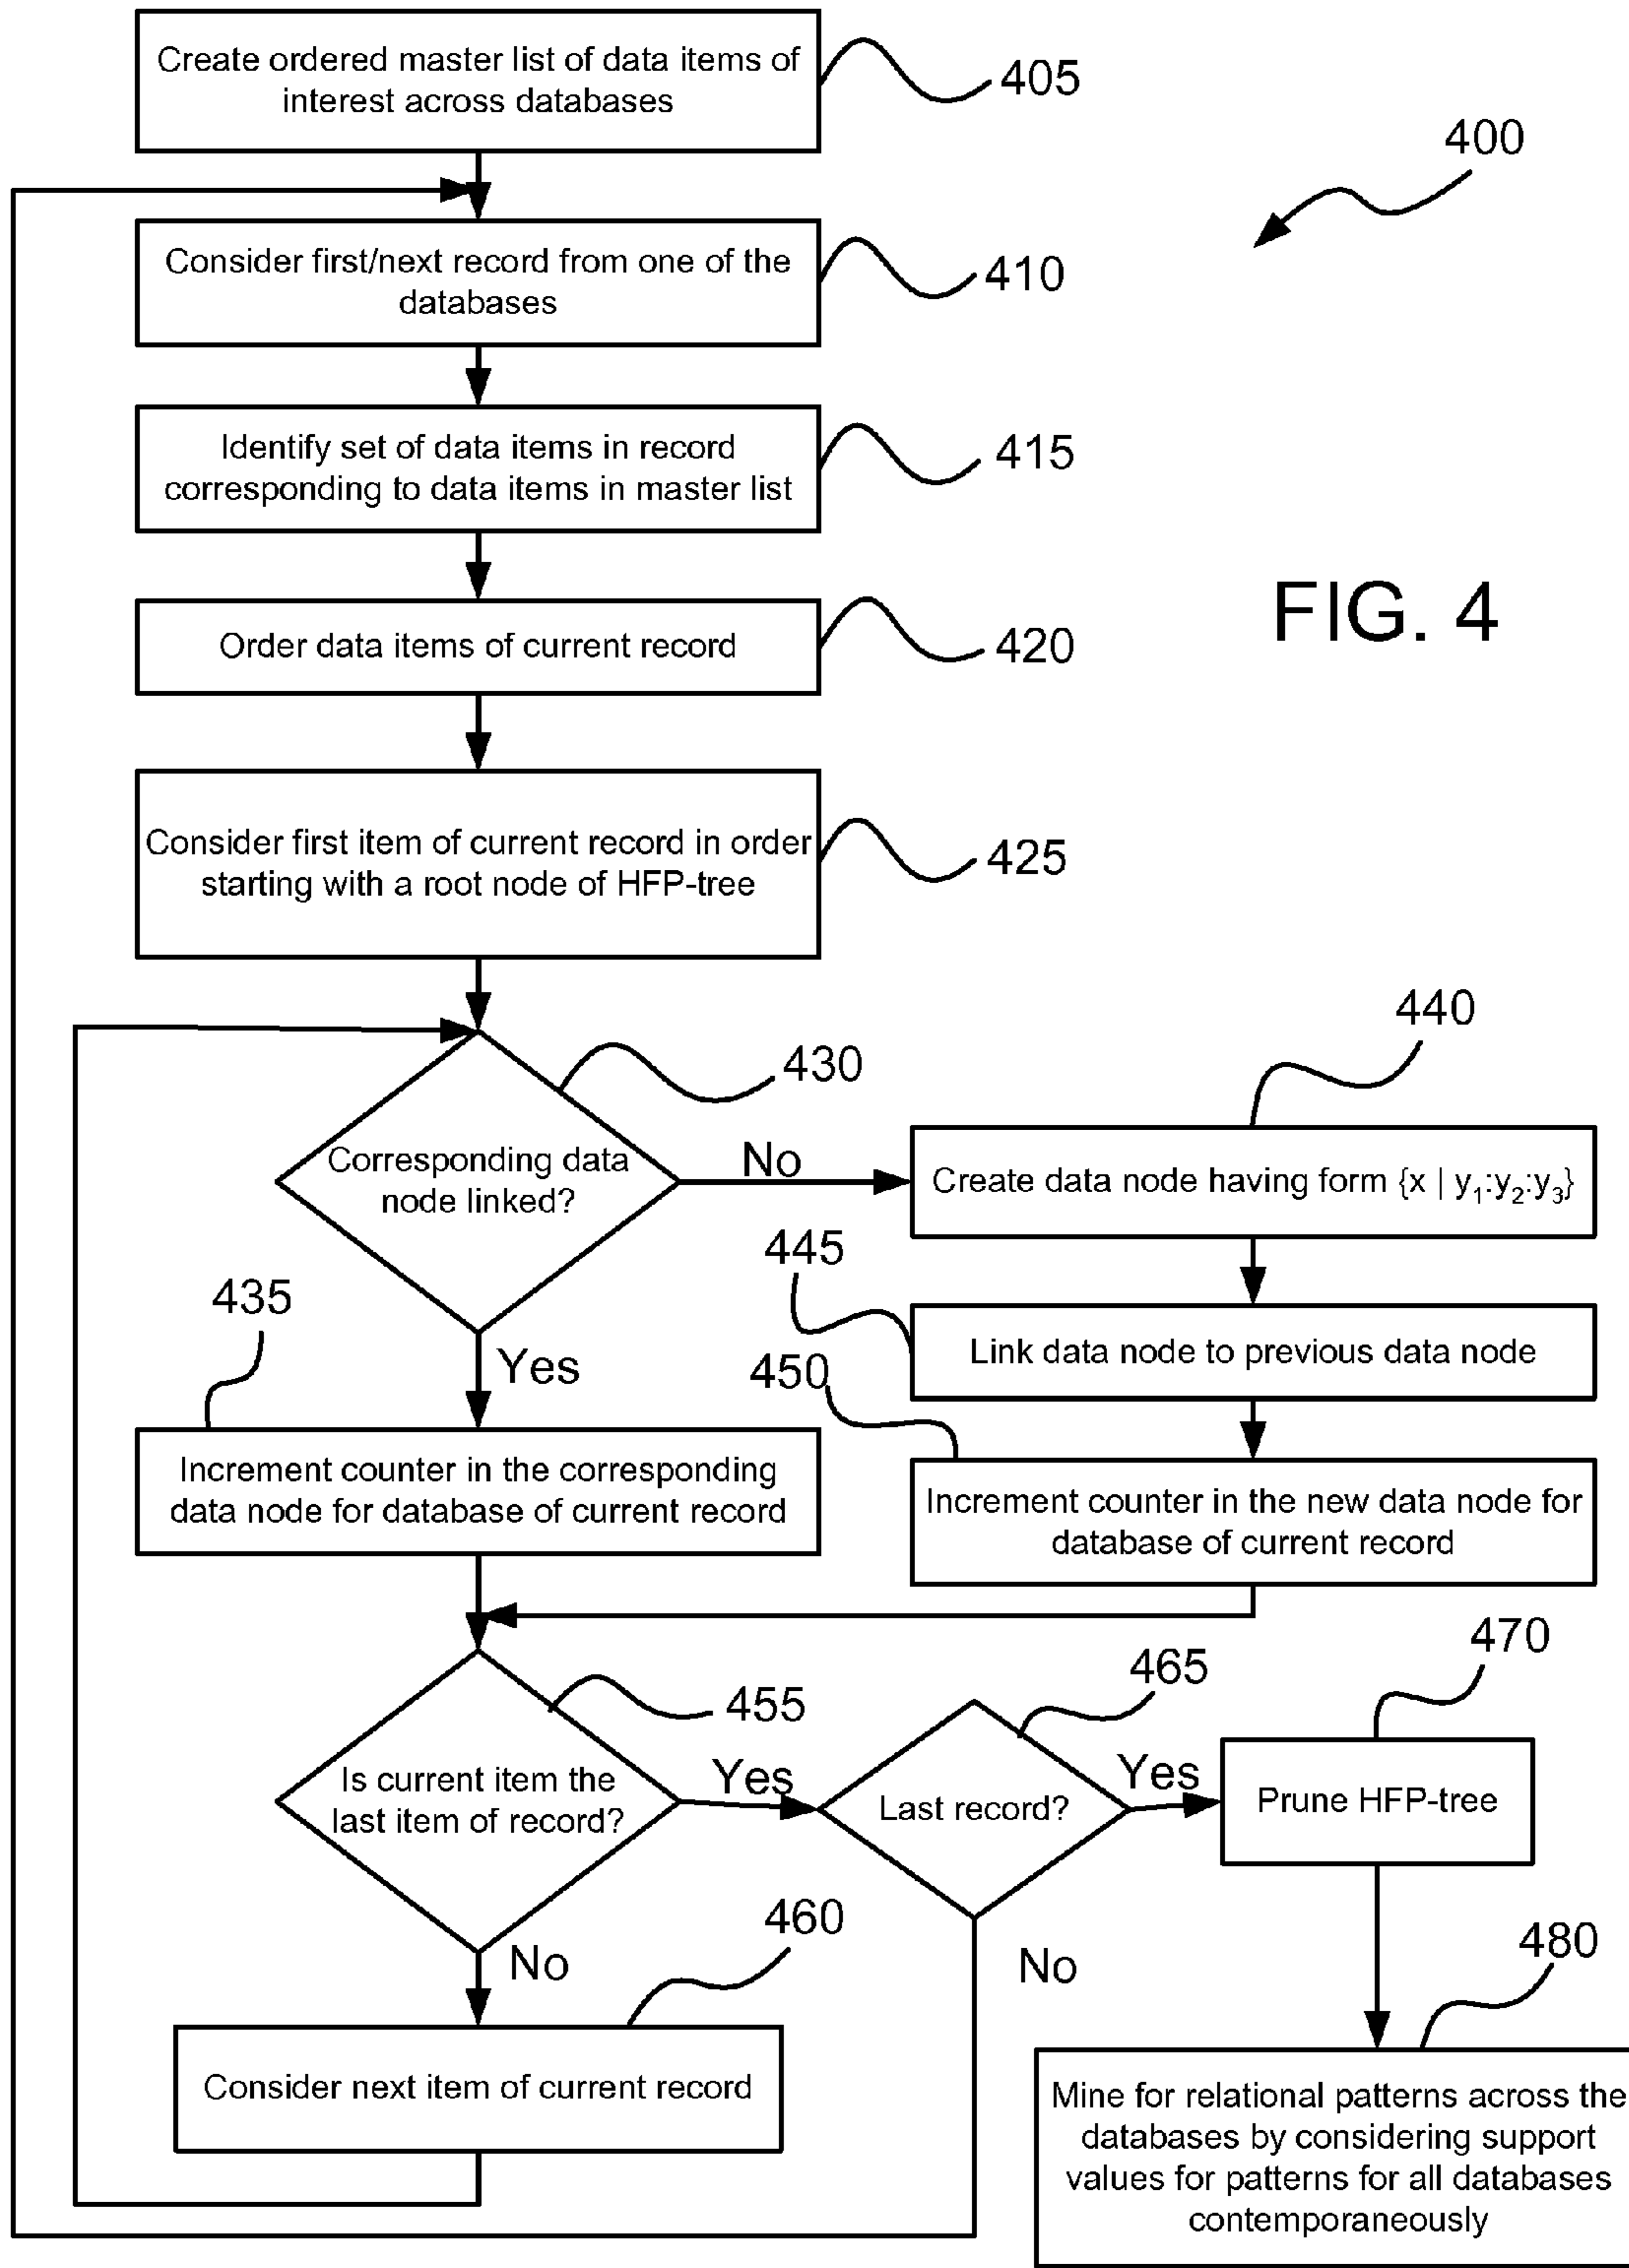 Create ordered master list of data items of
interest across databases
405
400
Consider first/next record from one of the
databases
410
Identify set of data items in record
corresponding to data items in master list
415
FIG. 4
Order data items of current record
420
Consider first item of current record in order
starting with a root node of HFP-tree
425
430
Corresponding data
node linked?
No
440
Create data node having form {x | y₁:y₂:y₃}
445
Link data node to previous data node
435
Yes
450
Increment counter in the corresponding
data node for database of current record
Increment counter in the new data node for
database of current record
455
Is current item the
last item of record?
Yes
465
Last record?
Yes
470
Prune HFP-tree
No
460
No
480
Consider next item of current record
Mine for relational patterns across the
databases by considering support
values for patterns for all databases
contemporaneously